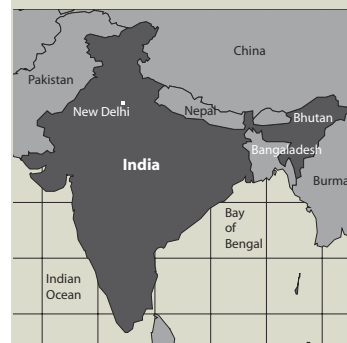 China
Pakistan
New Delhi
Nepal
Bhutan
India
Bangaladesh
Burma
Bay
of
Bengal
Indian
Ocean